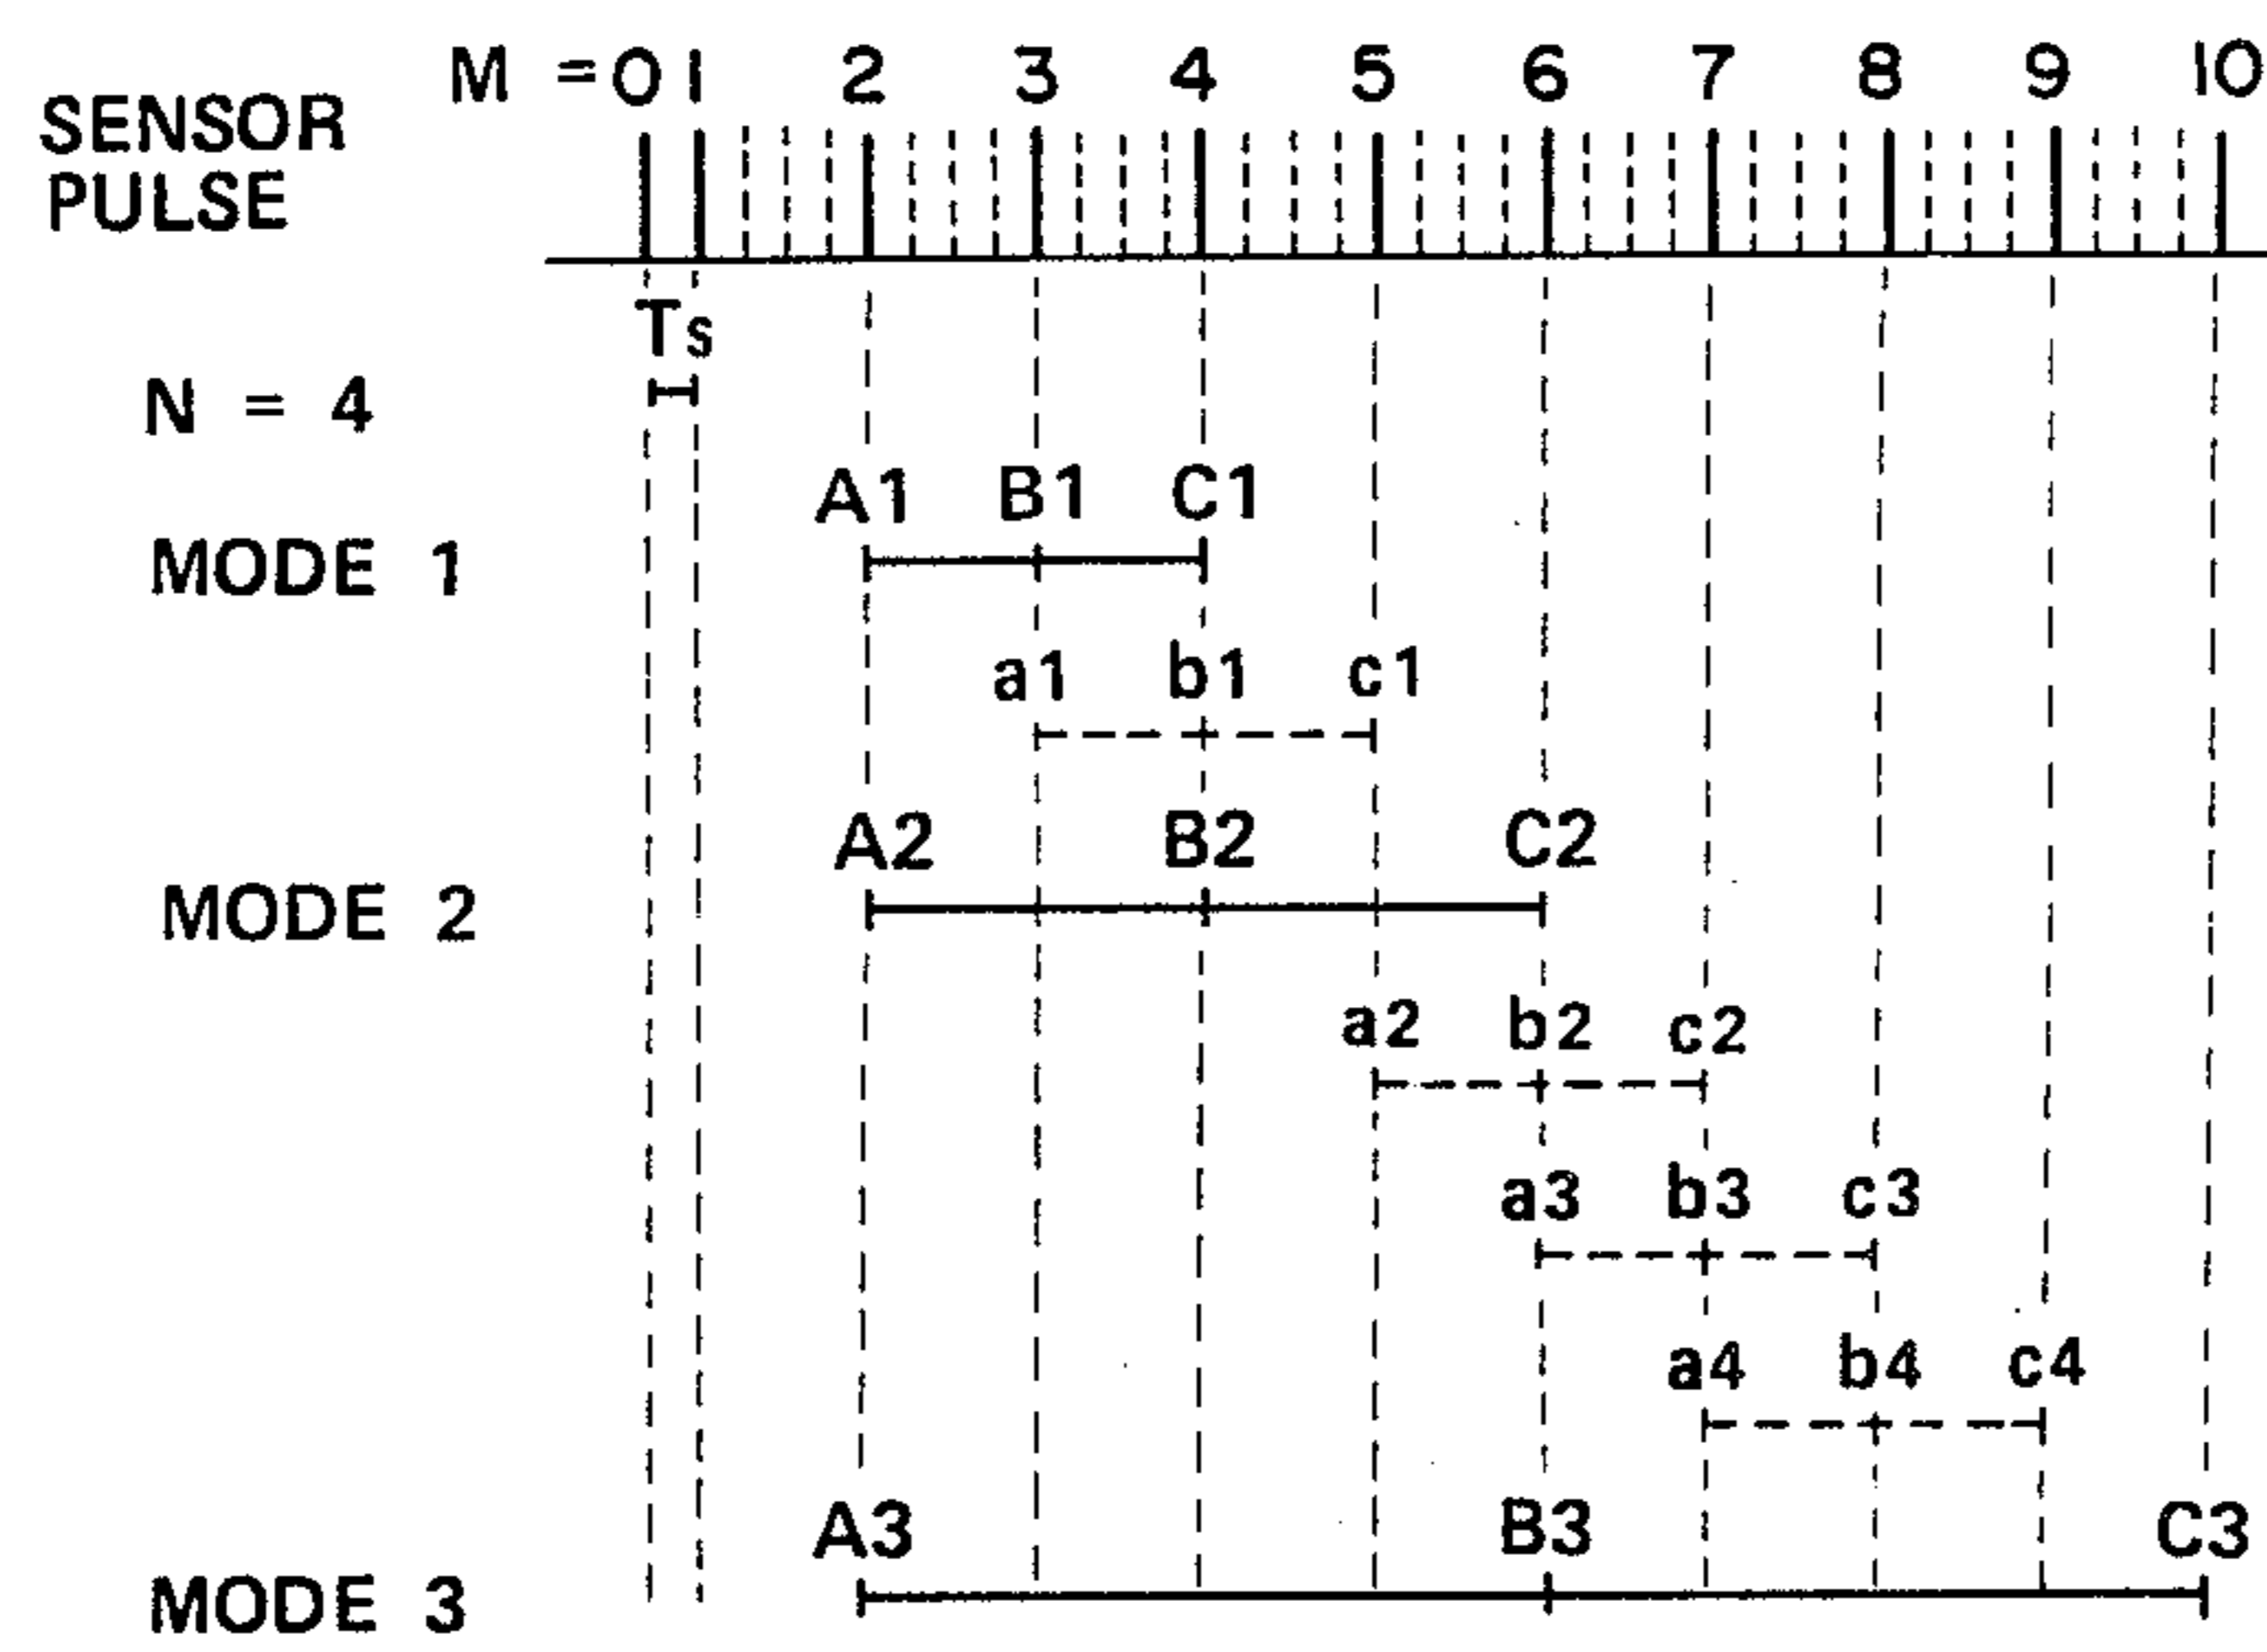 M = 0 1 2 3 4 5 6 7 8 9 10
SENSOR
PULSE
Ts
N = 4
A1 B1 C1
MODE 1
a1 b1 c1
A2 B2 C2
MODE 2
a2 b2 c2
a3 b3 c3
a4 b4 c4
A3 B3 C3
MODE 3